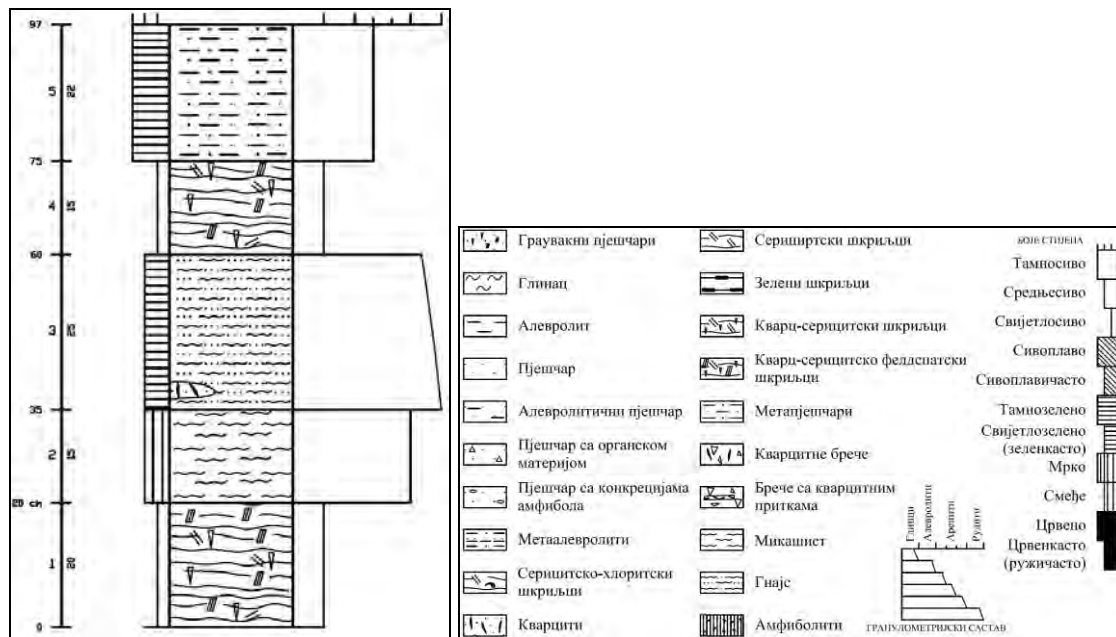 97
5 22
75
4 15
60
3 25
35
2 15
20 см
1 20
0
Граувакни пјешчари
Глинац
Алевролит
Пјешчар
Алевролитични пјешчар
Пјешчар са органском
материјом
Пјешчар са конкрецијама
амфибола
Метаалевролити
Серицитско-хлоритски
шкриљци
Кварцити
Сериширтски шкриљци
Зелени шкриљци
Кварц-серицитски шкриљци
Кварц-серицитско фелдспатски
шкриљци
Метапјешчари
Кварцитне брече
Брече са кварцитним
приткама
Микашист
Гнајс
Амфиболити
Глинци
Алевролити
Аренити
Рудити
ГРАНУЛОМЕТРИЈСКИ САСТАВ
БОЈЕ СТИЈЕНА
Тамносиво
Средњесиво
Свијетлосиво
Сивоплаво
Сивоплавичасто
Тамнозелено
Свијетлозелено
(зеленкасто)
Мрко
Смеђе
Црвено
Црвенкасто
(ружичасто)